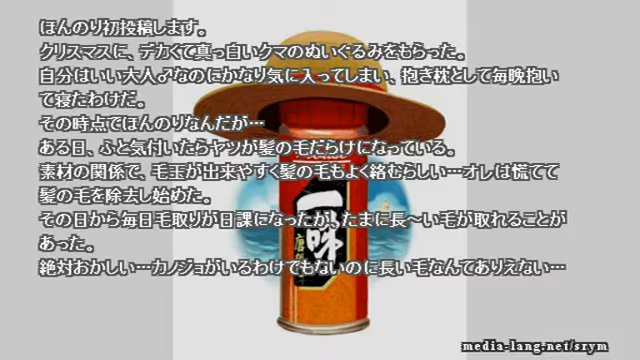 ほんのり初投稿します。
クリスマスに、デカくて真っ白いクマのぬいぐるみをもらった。
自分はいい大人♂なのにかなり気に入ってしまい、抱き枕として毎晩抱い
て寝たわけだ。
その時点でほんのりなんだが…
ある日、ふと気付いたらヤツが髪の毛だらけになっている。
素材の関係で、毛玉が出来やすく髪の毛もよく絡むらしい…オレは慌てて
髪の毛を除去し始めた。
その日から毎日毛取りが日課になったが、たまに長～い毛が取れることが
あった。
絶対おかしい…カノジョがいるわけでもないのに長い毛なんてありえない…
一味
唐
media-lang-net/srym